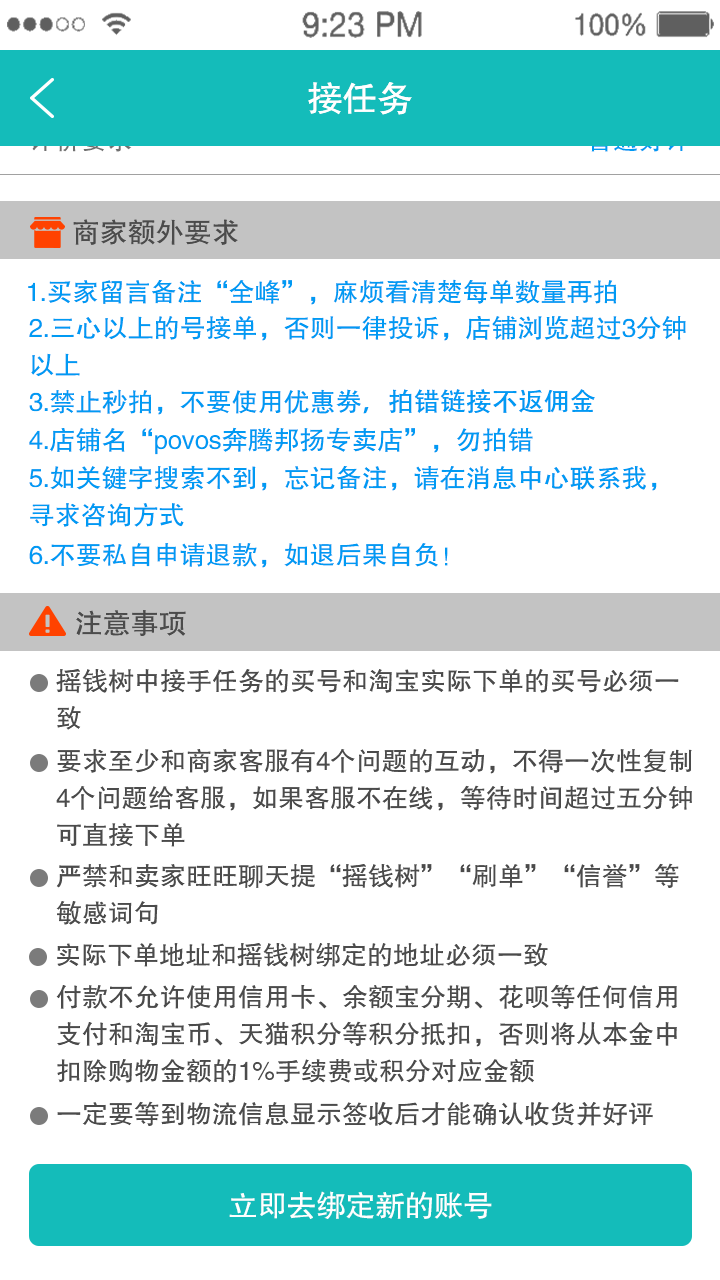 9:23 PM
100%
接任务
商家额外要求
1.买家留言备注“全峰”，麻烦看清楚每单数量再拍
2.三心以上的号接单，否则一律投诉，店铺浏览超过3分钟
以上
3.禁止秒拍，不要使用优惠券，拍错链接不返佣金
4.店铺名“povos奔腾邦扬专卖店”，勿拍错
5.如关键字搜索不到，忘记备注，请在消息中心联系我，
寻求咨询方式
6.不要私自申请退款，如退后果自负！
注意事项
摇钱树中接手任务的买号和淘宝实际下单的买号必须一
致
要求至少和商家客服有4个问题的互动，不得一次性复制
4个问题给客服，如果客服不在线，等待时间超过五分钟
可直接下单
严禁和卖家旺旺聊天提“摇钱树”“刷单”“信誉”等
敏感词句
实际下单地址和摇钱树绑定的地址必须一致
付款不允许使用信用卡、余额宝分期、花呗等任何信用
支付和淘宝币、天猫积分等积分抵扣，否则将从本金中
扣除购物金额的1%手续费或积分对应金额
一定要等到物流信息显示签收后才能确认收货并好评
立即去绑定新的账号